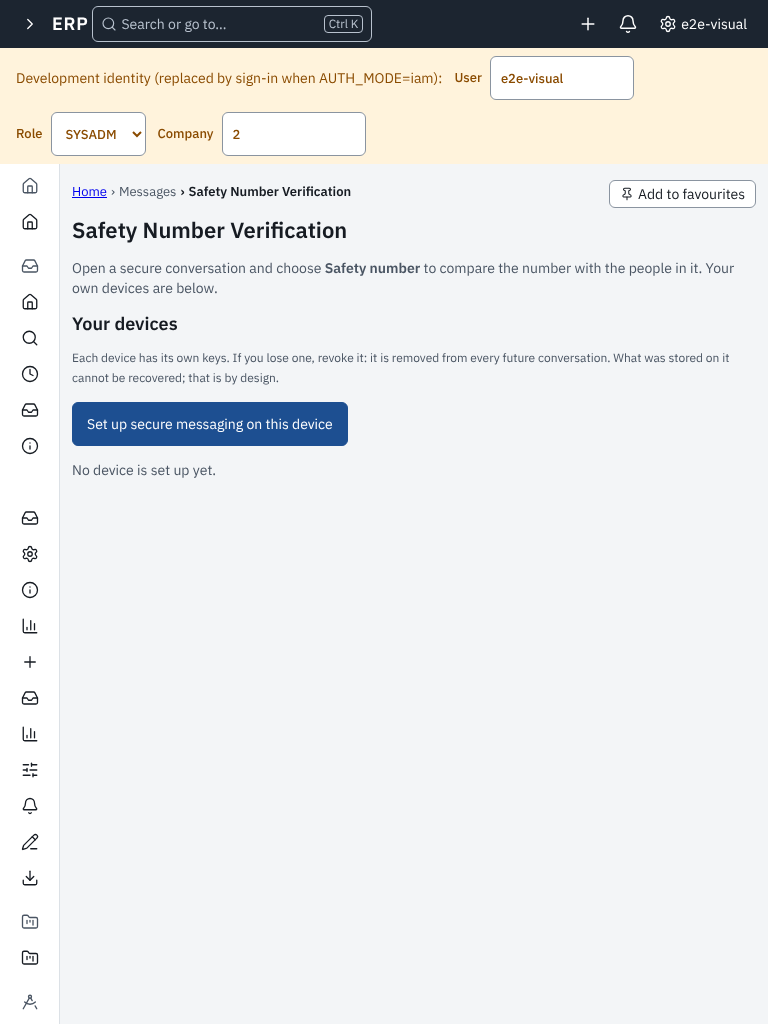 ERP Search or go to... Ctrl K e2e-visual
Development identity (replaced by sign-in when AUTH_MODE=iam): User e2e-visual
Role SYSADM Company 2
Home › Messages › Safety Number Verification Add to favourites
Safety Number Verification
Open a secure conversation and choose Safety number to compare the number with the people in it. Your
own devices are below.
Your devices
Each device has its own keys. If you lose one, revoke it: it is removed from every future conversation. What was stored on it
cannot be recovered; that is by design.
Set up secure messaging on this device
No device is set up yet.